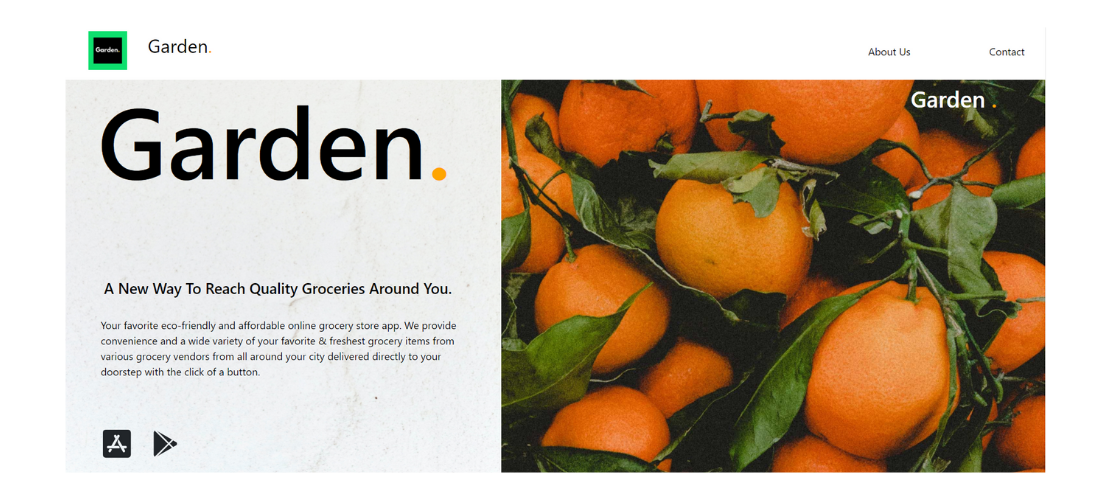 Garden.
Garden.
About Us
Contact
Garden.
Garden .
A New Way To Reach Quality Groceries Around You.
Your favorite eco-friendly and affordable online grocery store app. We provide
convenience and a wide variety of your favorite & freshest grocery items from
various grocery vendors from all around your city delivered directly to your
doorstep with the click of a button.